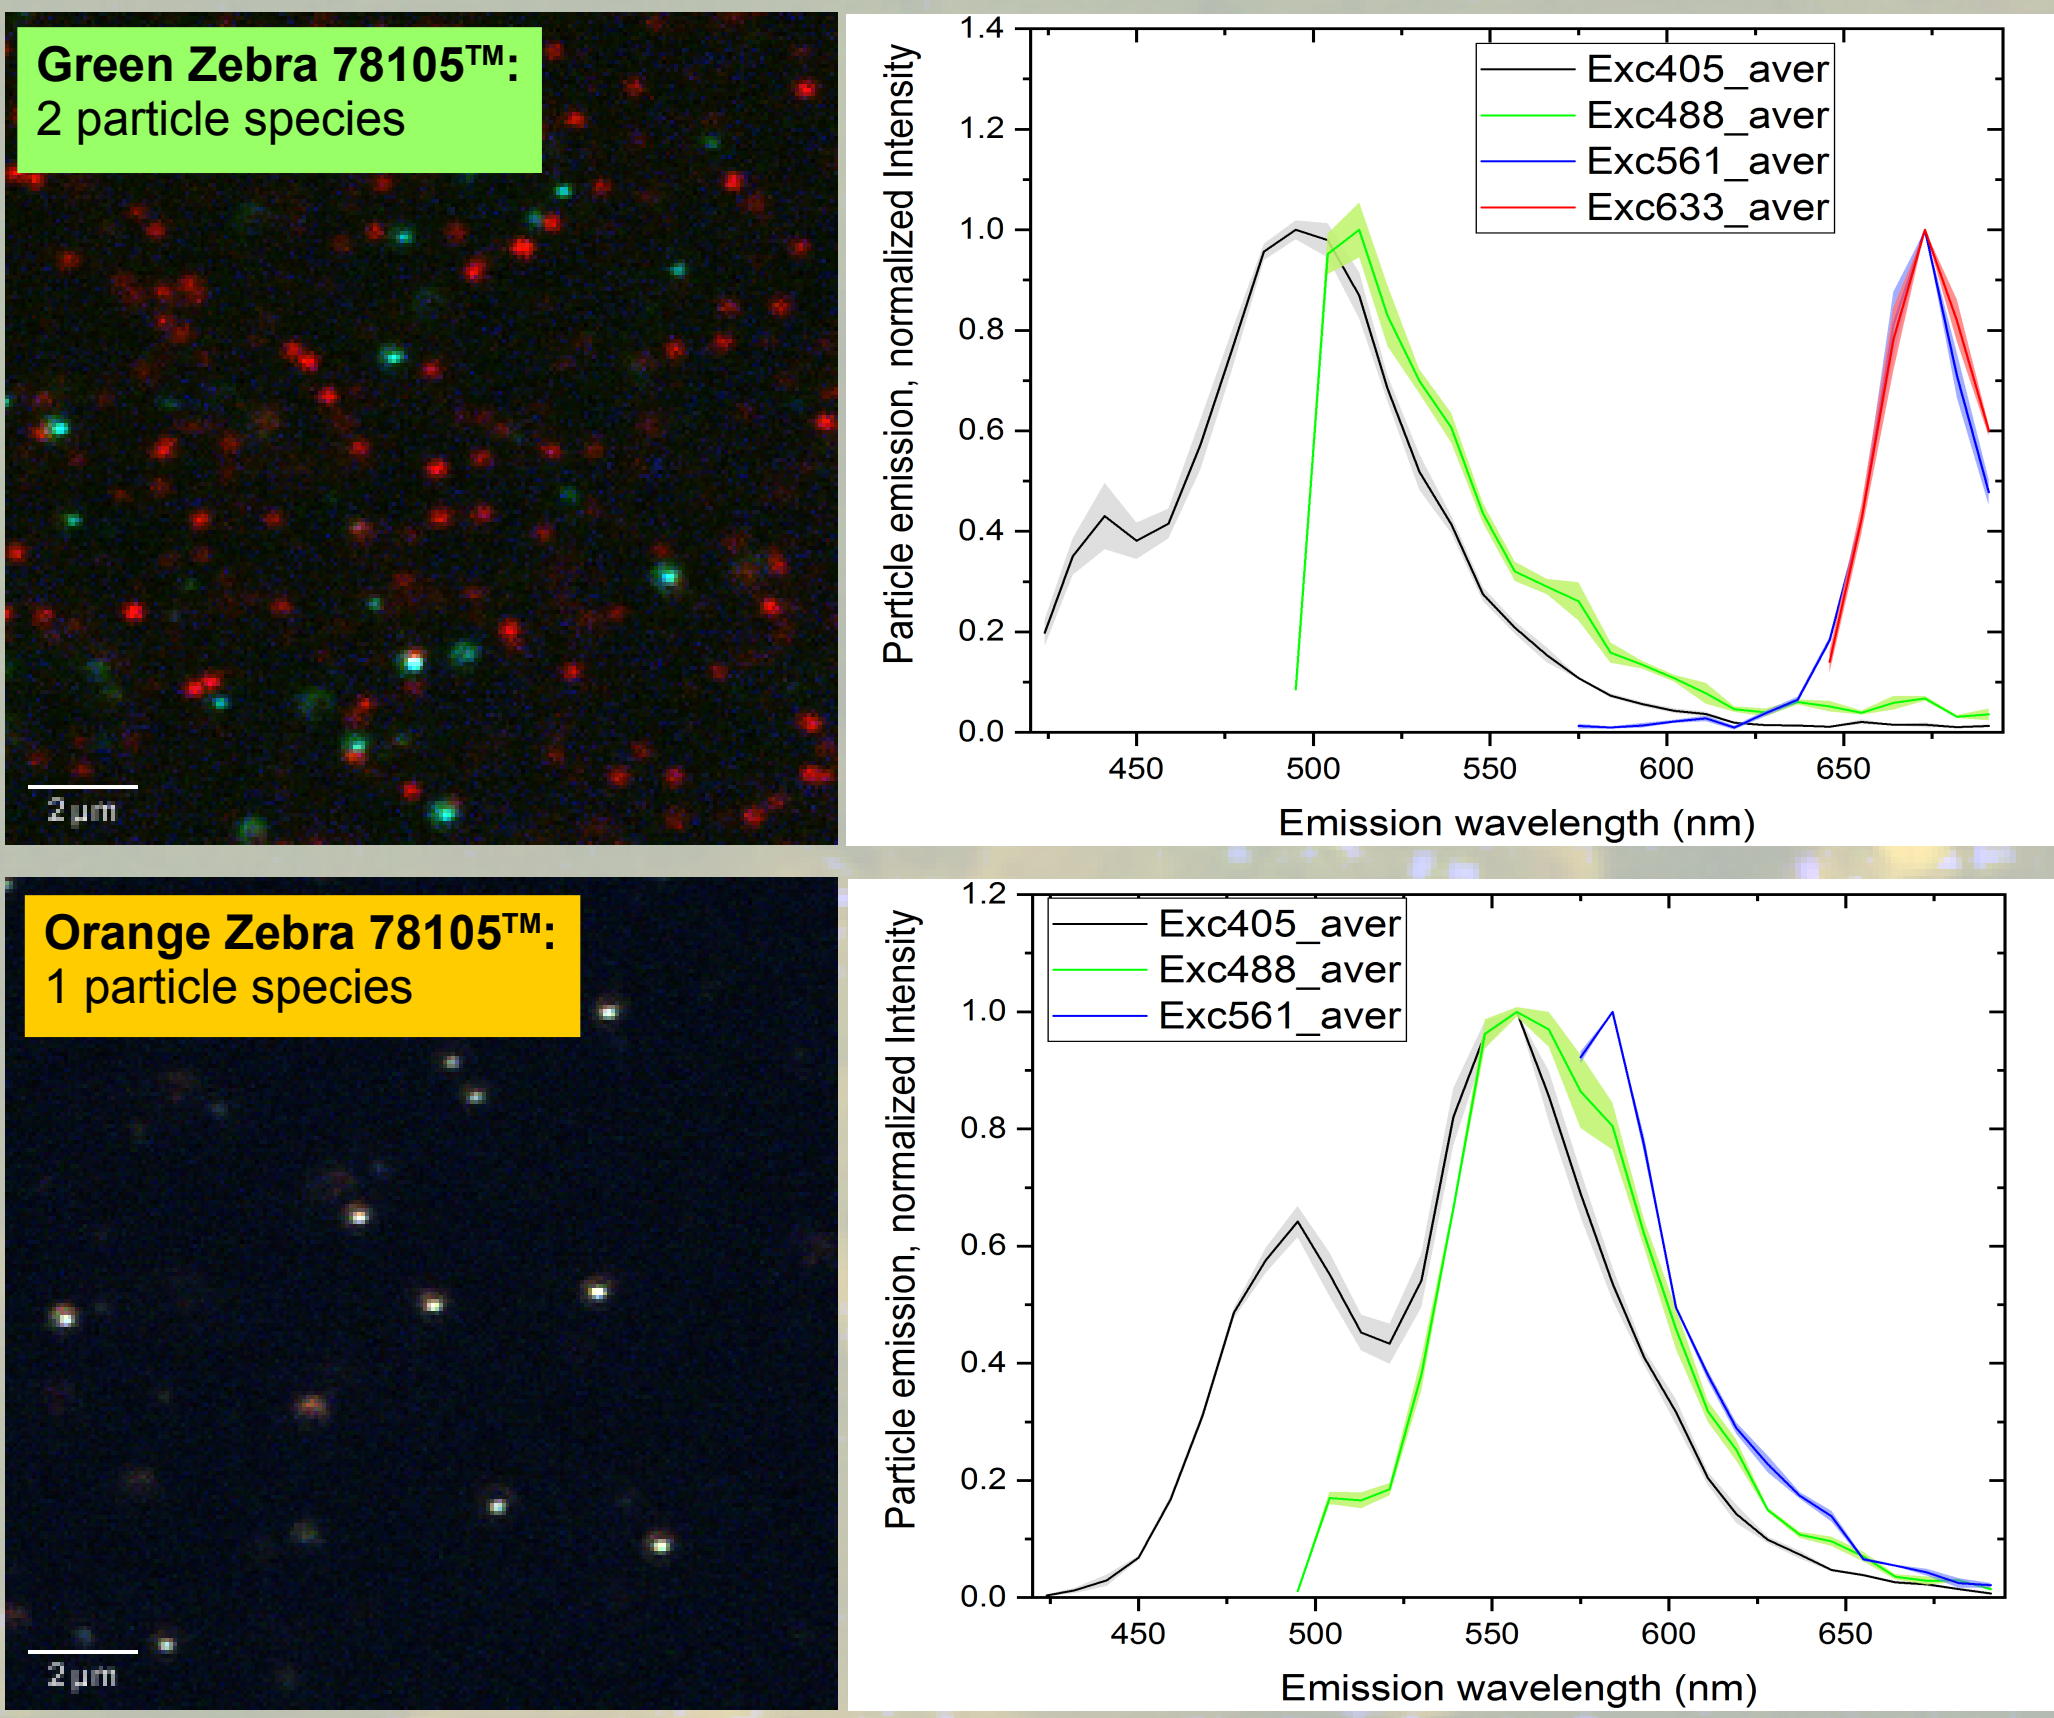 Green Zebra 78105™:
2 particle species
2 µm
Particle emission, normalized Intensity
1.4
1.2
1.0
0.8
0.6
0.4
0.2
0.0
Exc405_aver
Exc488_aver
Exc561_aver
Exc633_aver
450
500
550
600
650
Emission wavelength (nm)
Orange Zebra 78105™:
1 particle species
2 µm
Particle emission, normalized Intensity
1.2
1.0
0.8
0.6
0.4
0.2
0.0
Exc405_aver
Exc488_aver
Exc561_aver
450
500
550
600
650
Emission wavelength (nm)